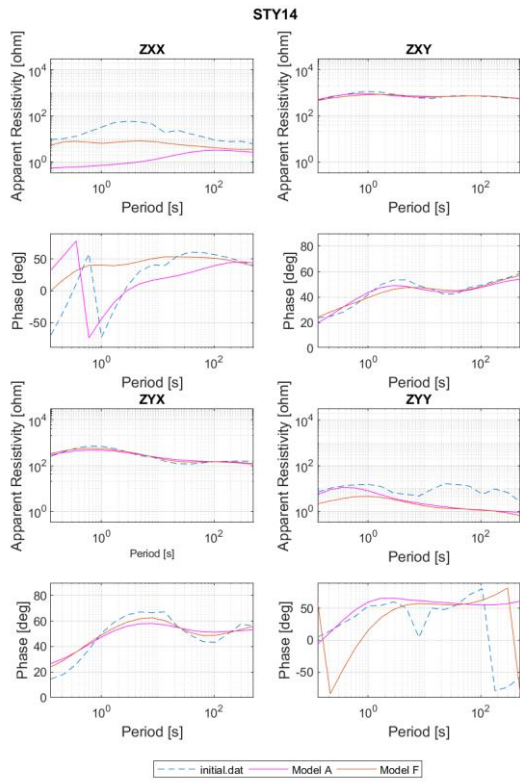 STY14
ZXX
ZXY
Apparent Resistivity [ohm]
10^4
10^2
10^0
10^0
10^2
Period [s]
Apparent Resistivity [ohm]
10^4
10^2
10^0
10^0
10^2
Period [s]
Phase [deg]
50
0
-50
10^0
10^2
Period [s]
Phase [deg]
80
60
40
20
0
10^0
10^2
Period [s]
ZYX
ZYY
Apparent Resistivity [ohm]
10^4
10^2
10^0
10^0
10^2
Period [s]
Apparent Resistivity [ohm]
10^4
10^2
10^0
10^0
10^2
Period [s]
Phase [deg]
80
60
40
20
0
10^0
10^2
Period [s]
Phase [deg]
50
0
-50
10^0
10^2
Period [s]
initial.dat Model A Model F